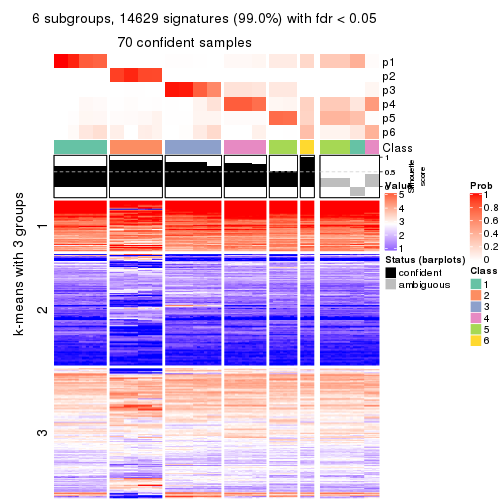 6 subgroups, 14629 signatures (99.0%) with fdr < 0.05
70 confident samples
p1
p2
p3
p4
p5
p6
Class
1
0.5
0
Silhouette
score
k-means with 3 groups
1
2
3
Value
5
4
3
2
1
Status (barplots)
confident
ambiguous
Prob
1
0.8
0.6
0.4
0.2
0
Class
1
2
3
4
5
6